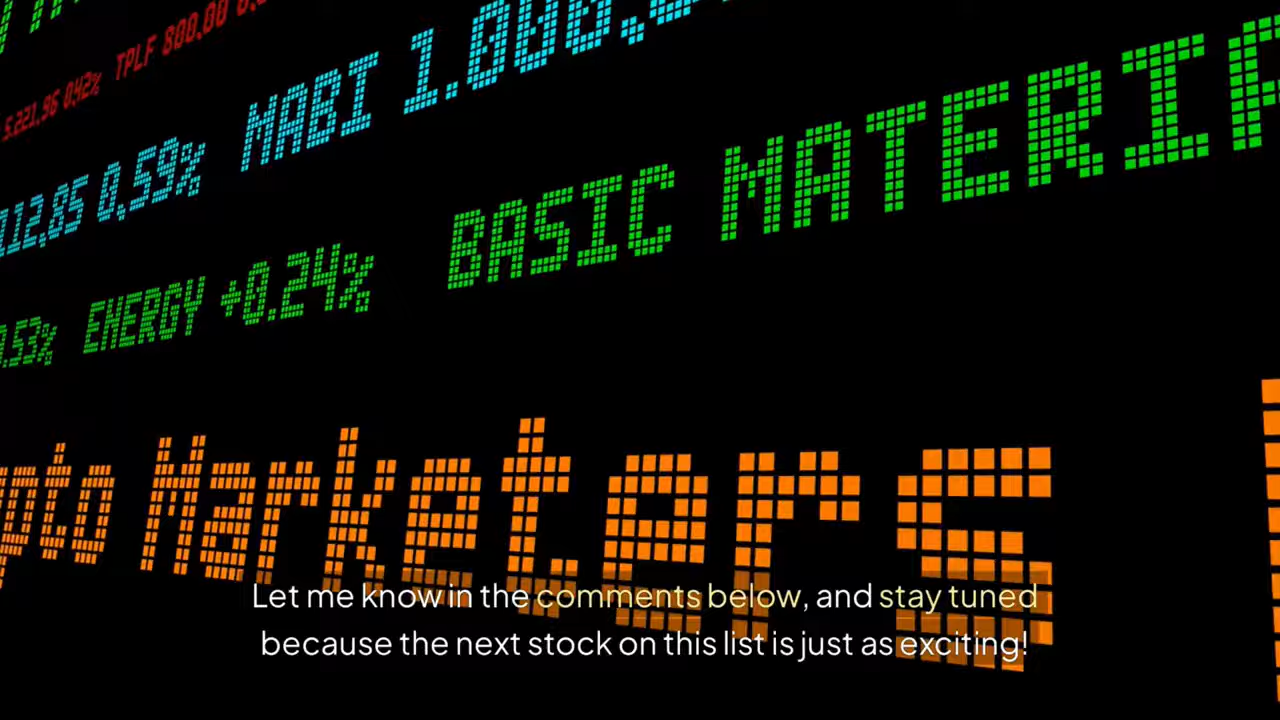 5.221,96 0,42% TPLF 800,00
112,85 0,59% MABI 1.000,
0,53% ENERGY +0.24% BASIC MATERIA
pto Marketers
Let me know in the comments below, and stay tuned
because the next stock on this list is just as exciting!